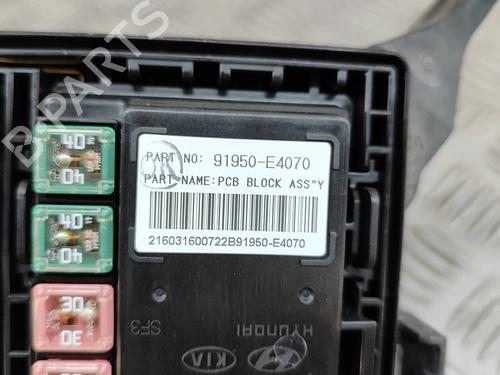 B-PARTS
PART NO: 91950-E4070
PART NAME:PCB BLOCK ASS"Y
216031600722B91950-E4070
40
40
40
40
30
30
SF3
HYUNDAI
KIA